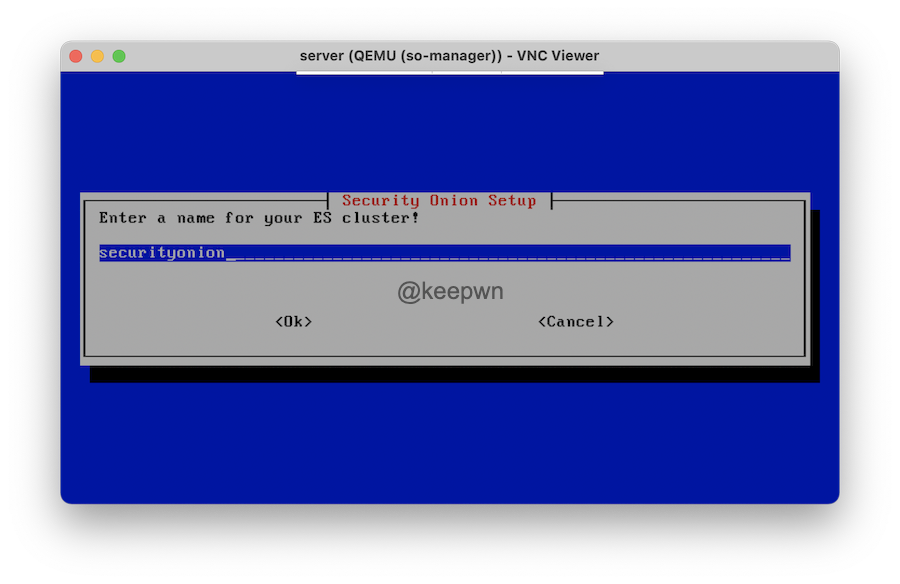 server (QEMU (so-manager)) - VNC Viewer
Security Onion Setup
Enter a name for your ES cluster!
securityonion
@keepwn
<Ok> <Cancel>